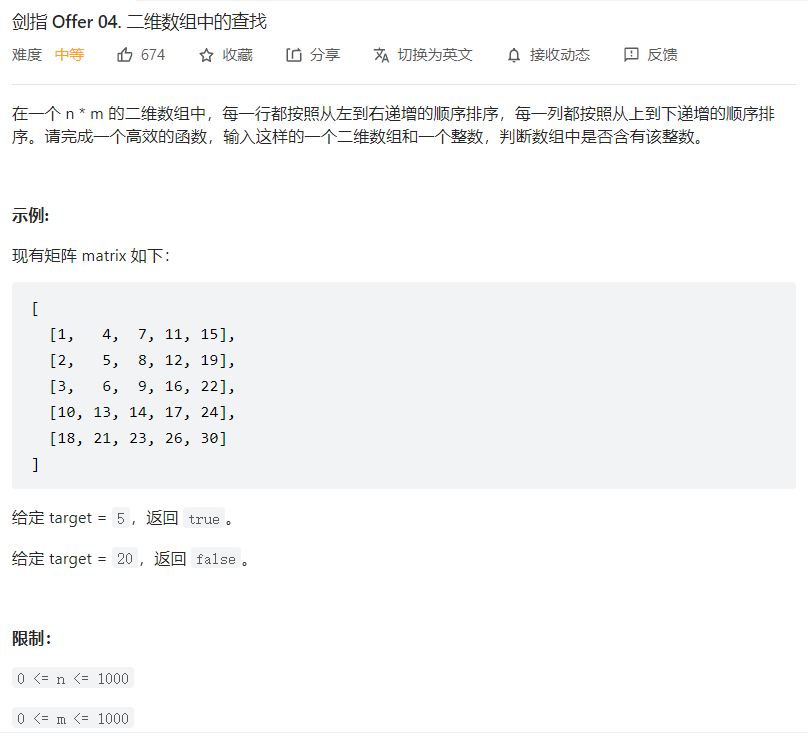 剑指 Offer 04. 二维数组中的查找
难度 中等 674 收藏 分享 切换为英文 接收动态 反馈
在一个 n * m 的二维数组中，每一行都按照从左到右递增的顺序排序，每一列都按照从上到下递增的顺序排
序。请完成一个高效的函数，输入这样的一个二维数组和一个整数，判断数组中是否含有该整数。
示例:
现有矩阵 matrix 如下：
[
[1, 4, 7, 11, 15],
[2, 5, 8, 12, 19],
[3, 6, 9, 16, 22],
[10, 13, 14, 17, 24],
[18, 21, 23, 26, 30]
]
给定 target = 5，返回 true 。
给定 target = 20，返回 false 。
限制：
0 <= n <= 1000
0 <= m <= 1000